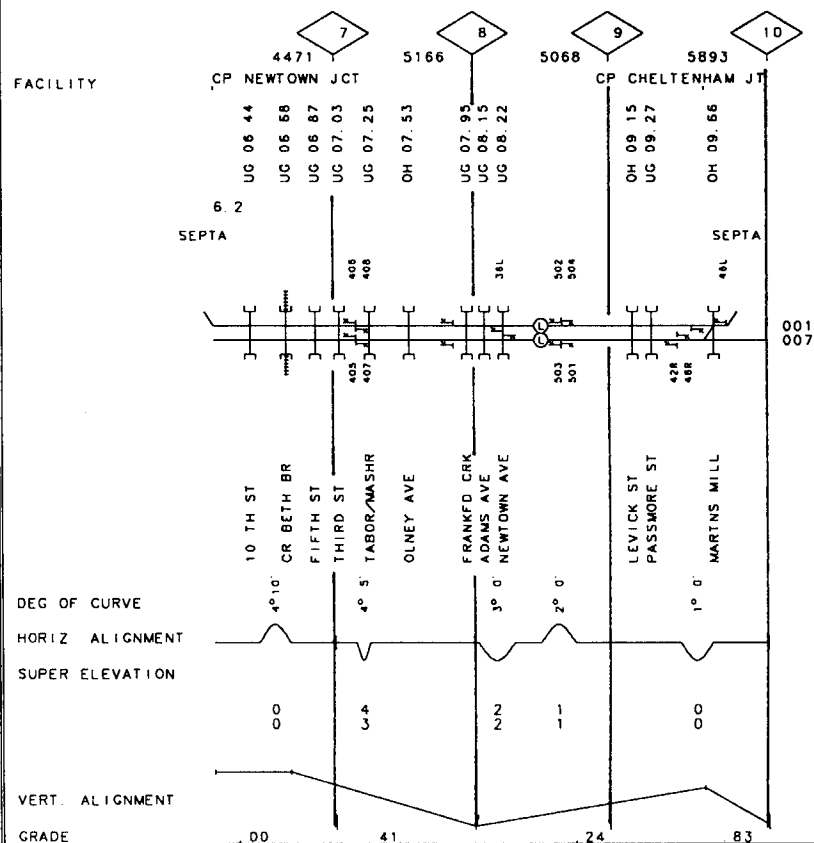 7 8 9 10
4471 5166 5068 5893
FACILITY
CP NEWTOWN JCT CP CHELTENHAM JT
UG 06 44
UG 06 68
UG 06 87
UG 07.03
UG 07.25
OH 07.53
UG 07.95
UG 08.15
UG 08.22
OH 09 15
UG 09.27
OH 09.66
6.2
SEPTA SEPTA
406
408
38L
502
504
46L
L
001
L
007
405
407
503
501
42R
46R
10 TH ST
CR BETH BR
FIFTH ST
THIRD ST
TABOR/MASHR
OLNEY AVE
FRANKFD CRK
ADAMS AVE
NEWTOWN AVE
LEVICK ST
PASSMORE ST
MARTNS MILL
DEG OF CURVE
4° 10'
4° 5'
3° 0'
2° 0'
1° 0'
HORIZ ALIGNMENT
SUPER ELEVATION
0 4 2 1 0
0 3 2 1 0
VERT. ALIGNMENT
GRADE .00 .41 .24 .83